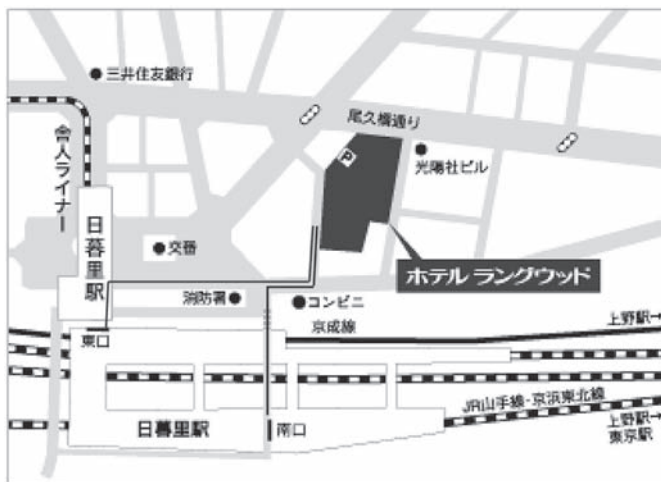 三井住友銀行
尾久橋通り
P
光陽社ビル
舎人ライナー
日暮里駅
交番
ホテル ラングウッド
消防署
コンビニ
東口
京成線
上野駅→
JR山手線・京浜東北線
日暮里駅
南口
上野駅→
東京駅